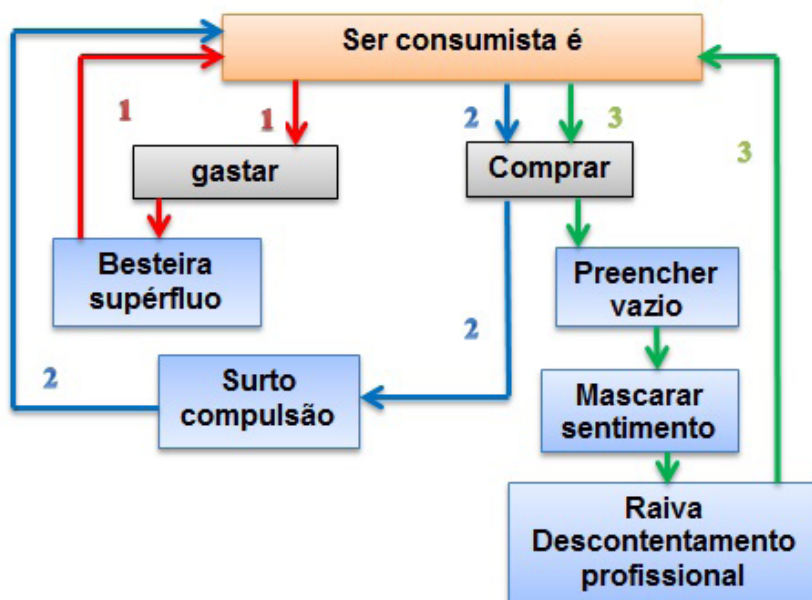 Ser consumista é
1
1
2
3
gastar
Comprar
3
Besteira
supérfluo
Preencher
vazio
2
2
Surto
compulsão
Mascarar
sentimento
Raiva
Descontentamento
profissional